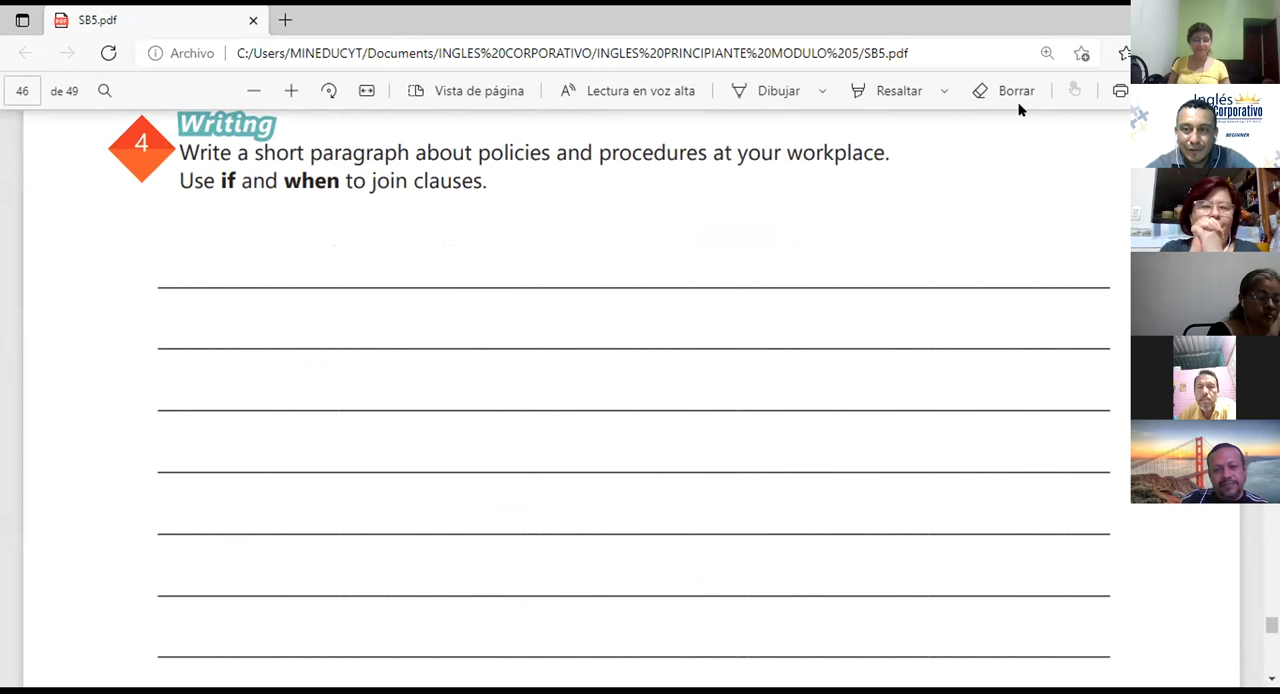 SB5.pdf
Archivo
C:/Users/MINEDUCYT/Documents/INGLES%20CORPORATIVO/INGLES%20PRINCIPIANTE%20MODULO%205/SB5.pdf
46
de 49
Vista de página
Lectura en voz alta
Dibujar
Resaltar
Borrar
Inglés
Corporativo
BEGINNER
4
Writing
Write a short paragraph about policies and procedures at your workplace.
Use if and when to join clauses.